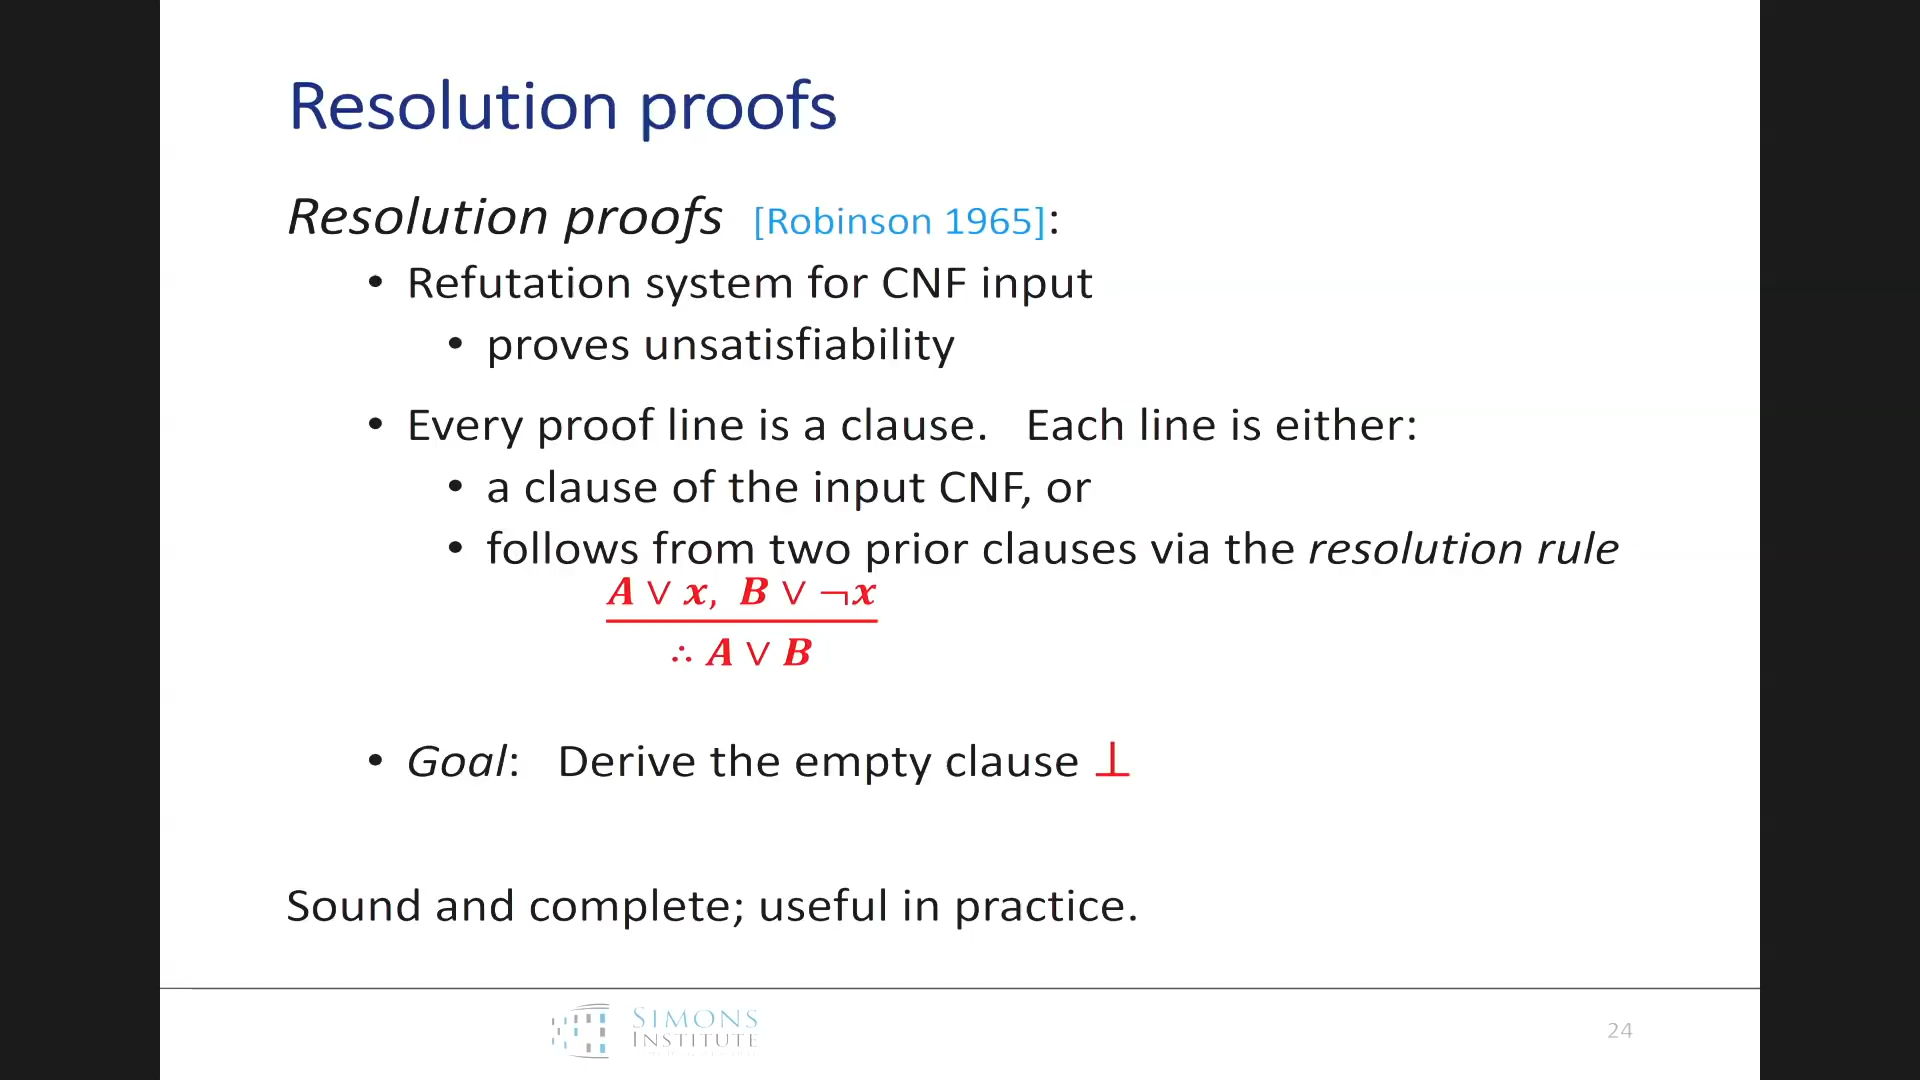 Resolution proofs
Resolution proofs [Robinson 1965]:
• Refutation system for CNF input
• proves unsatisfiability
• Every proof line is a clause. Each line is either:
• a clause of the input CNF, or
• follows from two prior clauses via the resolution rule
A ∨ x, B ∨ ¬x
∴ A ∨ B
• Goal: Derive the empty clause ⊥
Sound and complete; useful in practice.
SIMONS
INSTITUTE
24